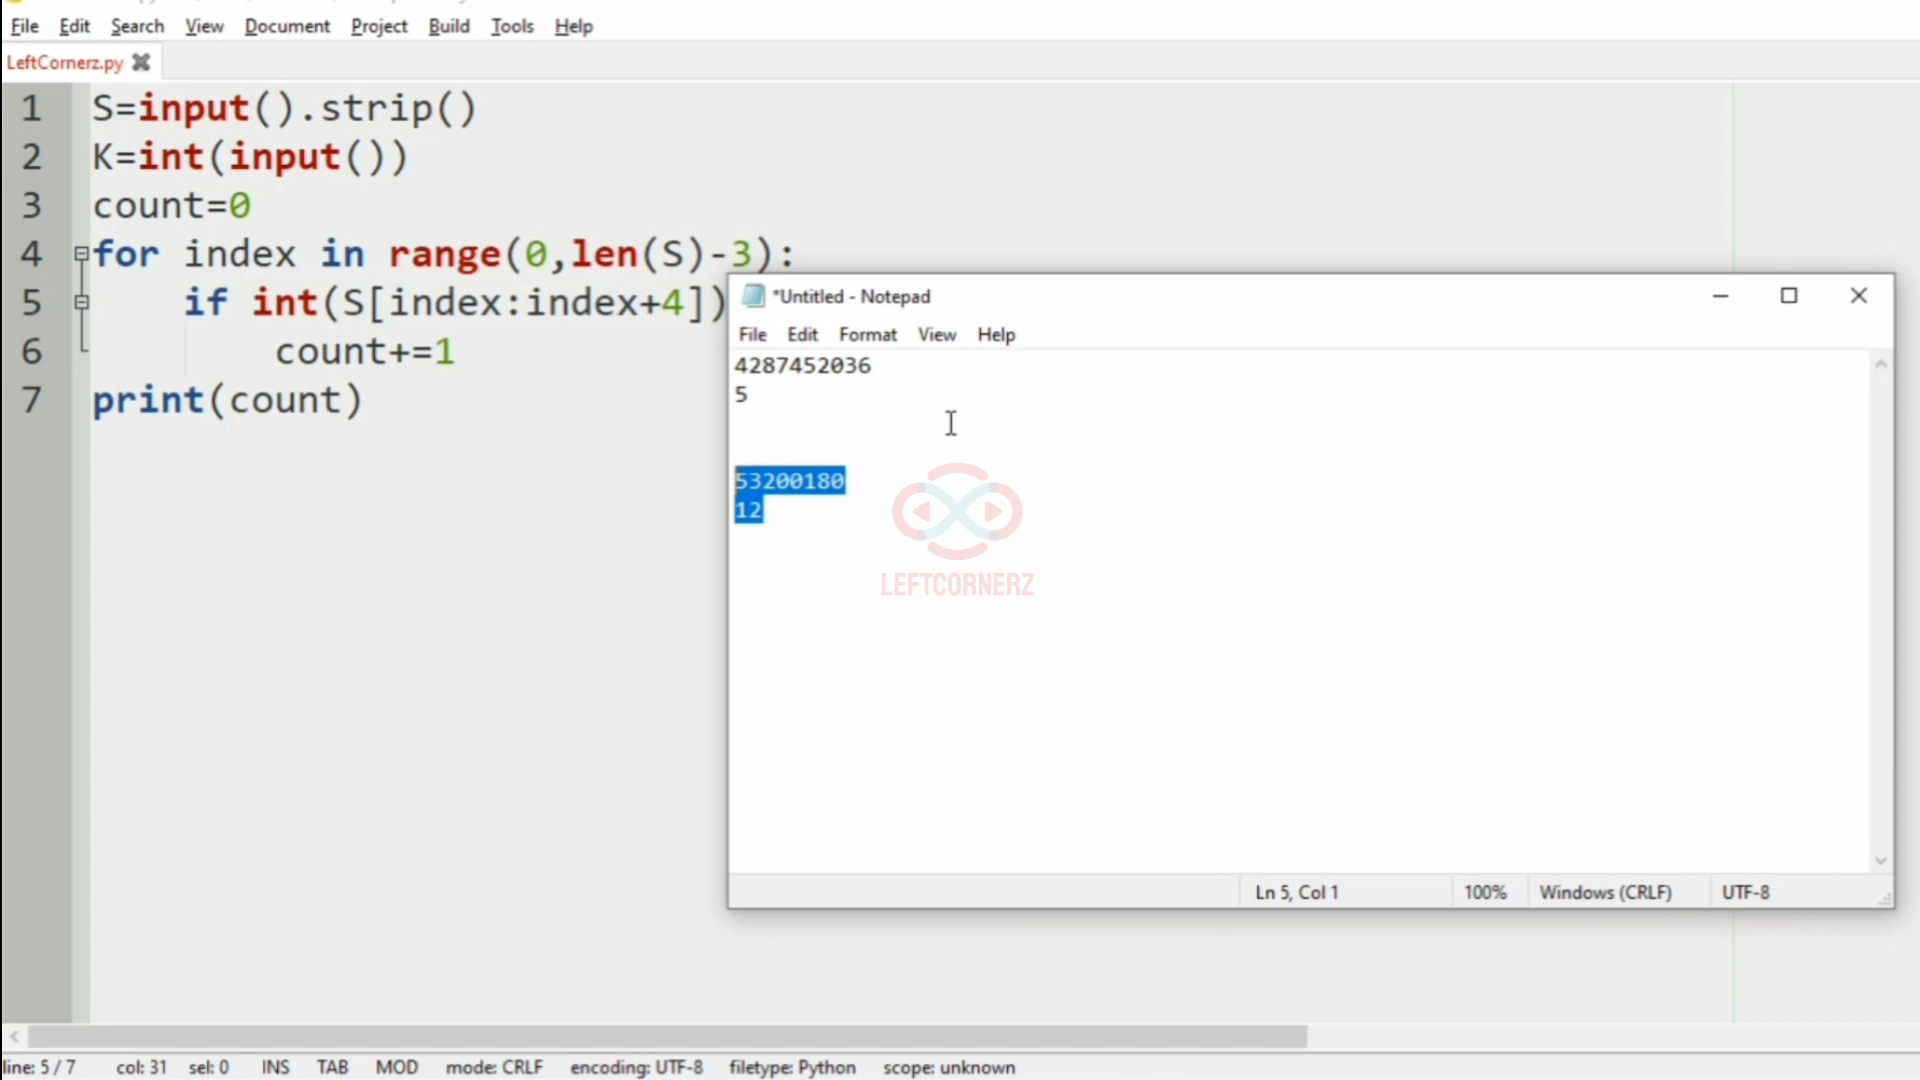 File Edit Search View Document Project Build Tools Help
LeftCornerz.py
1 S=input().strip()
2 K=int(input())
3 count=0
4 for index in range(0,len(S)-3):
5 if int(S[index:index+4])
6 count+=1
7 print(count)
*Untitled - Notepad
File Edit Format View Help
4287452036
5
53200180
12
LEFTCORNERZ
Ln 5, Col 1 100% Windows (CRLF) UTF-8
line: 5 / 7 col: 31 sel: 0 INS TAB MOD mode: CRLF encoding: UTF-8 filetype: Python scope: unknown